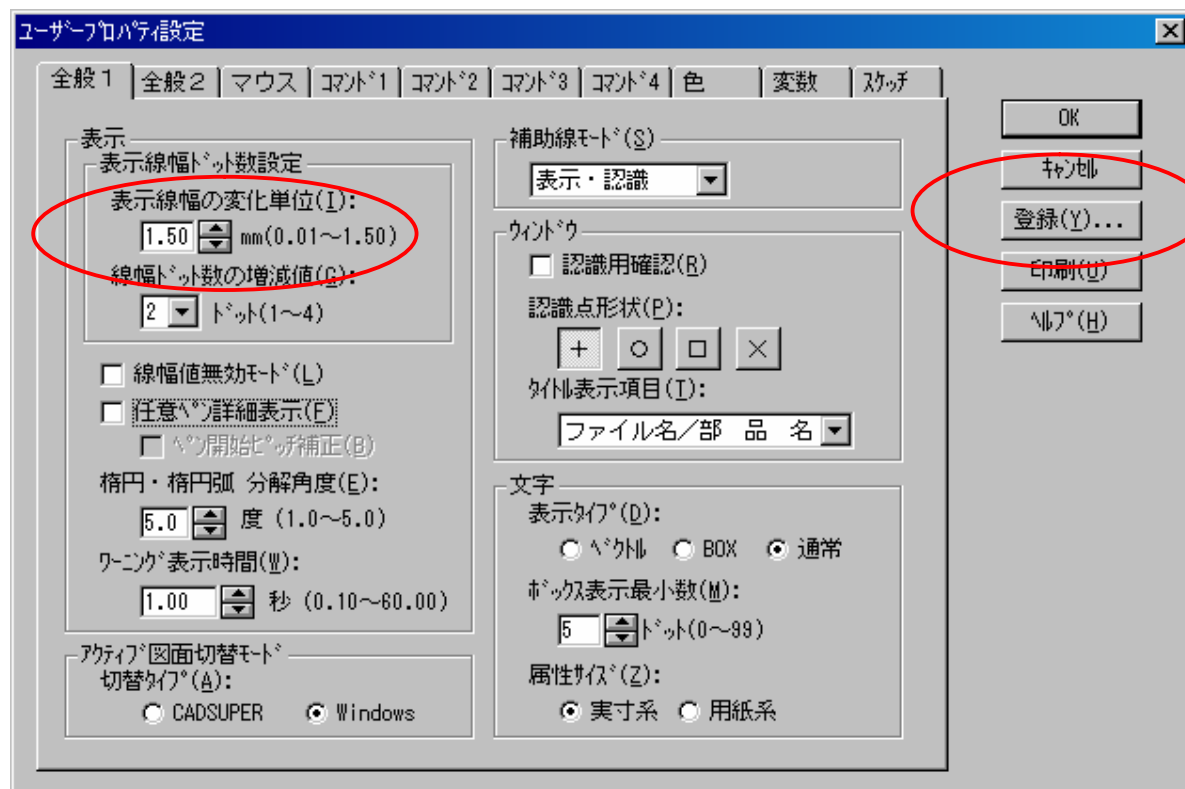 ﾕｰｻﾞｰﾌﾟﾛﾊﾟﾃｨ設定
全般１ 全般２ マウス ｺﾏﾝﾄﾞ1 ｺﾏﾝﾄﾞ2 ｺﾏﾝﾄﾞ3 ｺﾏﾝﾄﾞ4 色 変数 ｽｹｯﾁ
表示
表示線幅ﾄﾞｯﾄ数設定
表示線幅の変化単位(I):
1.50 mm(0.01～1.50)
線幅ﾄﾞｯﾄ数の増減値(G):
2 ﾄﾞｯﾄ(1～4)
線幅値無効ﾓｰﾄﾞ(L)
任意ﾍﾟﾝ詳細表示(F)
ﾍﾟﾝ開始ﾋﾟｯﾁ補正(B)
楕円・楕円弧 分解角度(E):
5.0 度 (1.0～5.0)
ﾜｰﾆﾝｸﾞ表示時間(W):
1.00 秒 (0.10～60.00)
ｱｸﾃｨﾌﾞ図面切替ﾓｰﾄﾞ
切替ﾀｲﾌﾟ(A):
CADSUPER Windows
補助線ﾓｰﾄﾞ(S)
表示・認識
ｳｨﾝﾄﾞｳ
認識用確認(R)
認識点形状(P):
ﾀｲﾄﾙ表示項目(T):
ファイル名／部　品　名
文字
表示ﾀｲﾌﾟ(D):
ﾍﾞｸﾄﾙ BOX 通常
ﾎﾞｯｸｽ表示最小数(M):
5 ﾄﾞｯﾄ(0～99)
属性ｻｲｽﾞ(Z):
実寸系 用紙系
OK
ｷｬﾝｾﾙ
登録(Y)...
印刷(U)
ﾍﾙﾌﾟ(H)